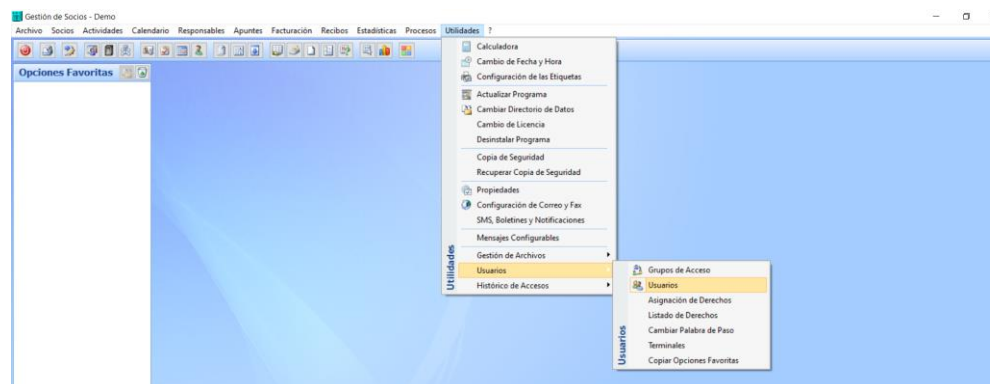 Gestión de Socios - Demo
Archivo Socios Actividades Calendario Responsables Apuntes Facturación Recibos Estadísticas Procesos Utilidades ?
Opciones Favoritas
Calculadora
Cambio de Fecha y Hora
Configuración de las Etiquetas
Actualizar Programa
Cambiar Directorio de Datos
Cambio de Licencia
Desinstalar Programa
Copia de Seguridad
Recuperar Copia de Seguridad
Propiedades
Configuración de Correo y Fax
SMS, Boletines y Notificaciones
Mensajes Configurables
Gestión de Archivos
Usuarios
Histórico de Accesos
Utilidades
Grupos de Acceso
Usuarios
Asignación de Derechos
Listado de Derechos
Cambiar Palabra de Paso
Terminales
Copiar Opciones Favoritas
Usuarios